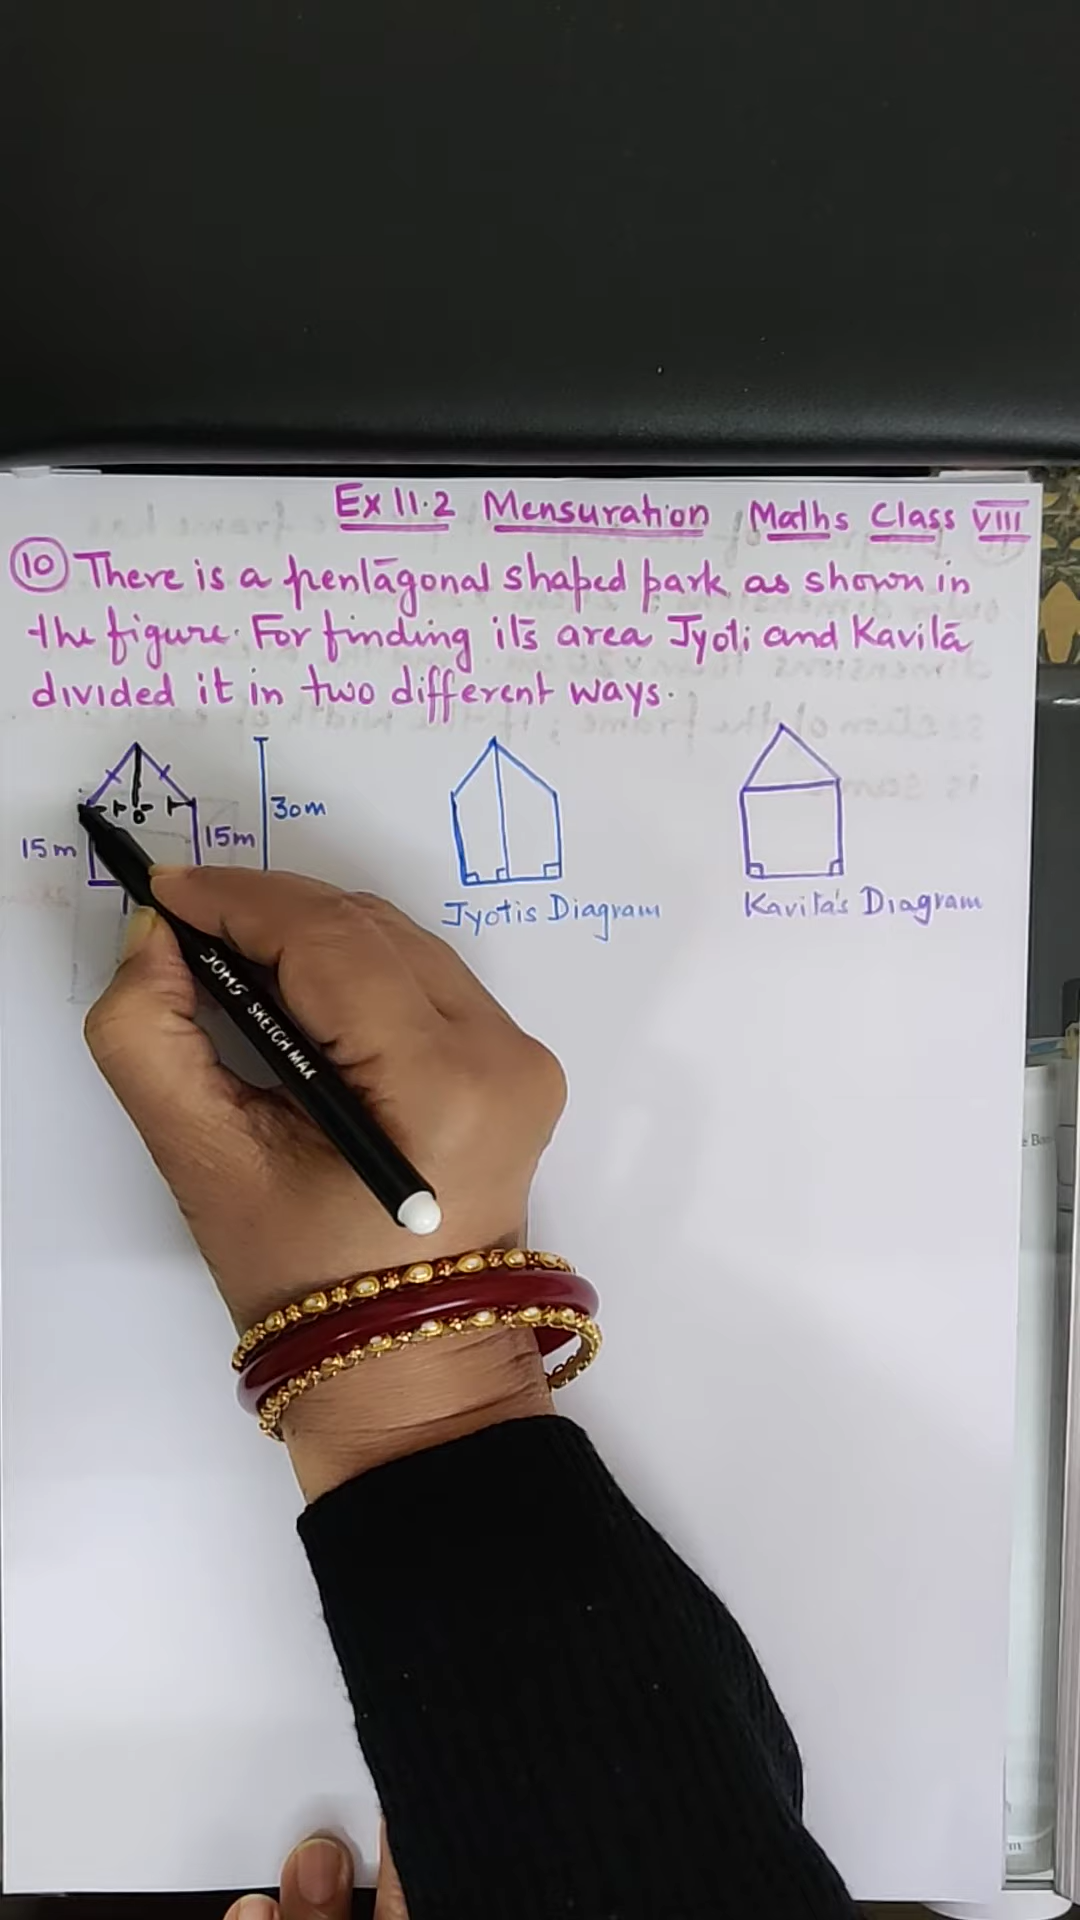 Ex 11.2 Mensuration Maths Class VIII
10 There is a pentagonal shaped park as shown in
the figure. For finding its area Jyoti and Kavita
divided it in two different ways.
30m
15m
15m
Jyotis Diagram
Kavita's Diagram
DOMS SKETCH MAX